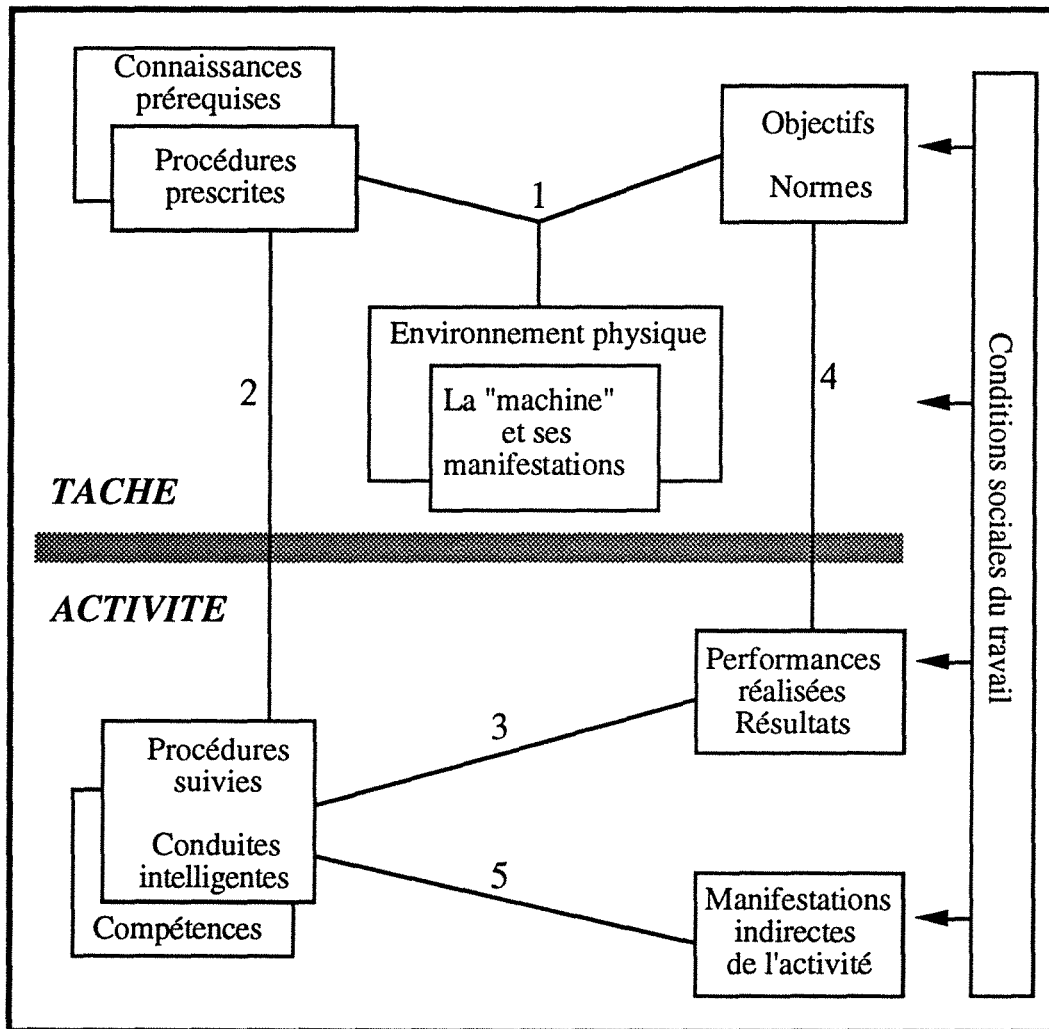 Connaissances
prérequises
Procédures
prescrites
Objectifs
Normes
1
Environnement physique
La "machine"
et ses
manifestations
2
4
TACHE
ACTIVITE
Performances
réalisées
Résultats
3
Procédures
suivies
Conduites
intelligentes
Compétences
5
Manifestations
indirectes
de l'activité
Conditions sociales du travail